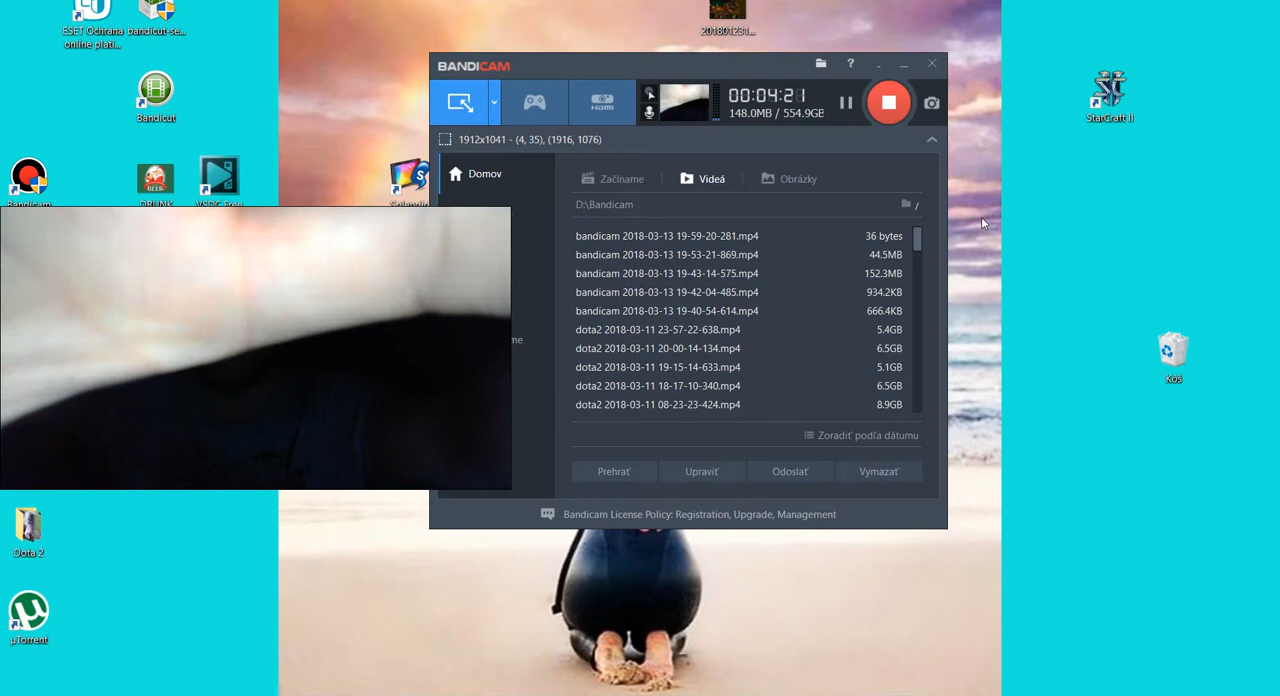 ESET Ochrana
online plati...
bandicut-se...
201801231...
Bandicut
StarCraft II
Bandicam
BEER
DRUNK
VSDC Free
Splendid
BANDICAM
?
HDMI
00:04:21
148.0MB / 554.9GB
1912x1041 - (4, 35), (1916, 1076)
Domov
Začíname
Videá
Obrázky
D:\Bandicam
/
bandicam 2018-03-13 19-59-20-281.mp4 36 bytes
bandicam 2018-03-13 19-53-21-869.mp4 44.5MB
bandicam 2018-03-13 19-43-14-575.mp4 152.3MB
bandicam 2018-03-13 19-42-04-485.mp4 934.2KB
bandicam 2018-03-13 19-40-54-614.mp4 666.4KB
dota2 2018-03-11 23-57-22-638.mp4 5.4GB
dota2 2018-03-11 20-00-14-134.mp4 6.5GB
dota2 2018-03-11 19-15-14-633.mp4 5.1GB
dota2 2018-03-11 18-17-10-340.mp4 6.5GB
dota2 2018-03-11 08-23-23-424.mp4 8.9GB
me
Zoradiť podľa dátumu
Prehrať
Upraviť
Odoslať
Vymazať
Bandicam License Policy: Registration, Upgrade, Management
Kôš
Dota 2
µTorrent